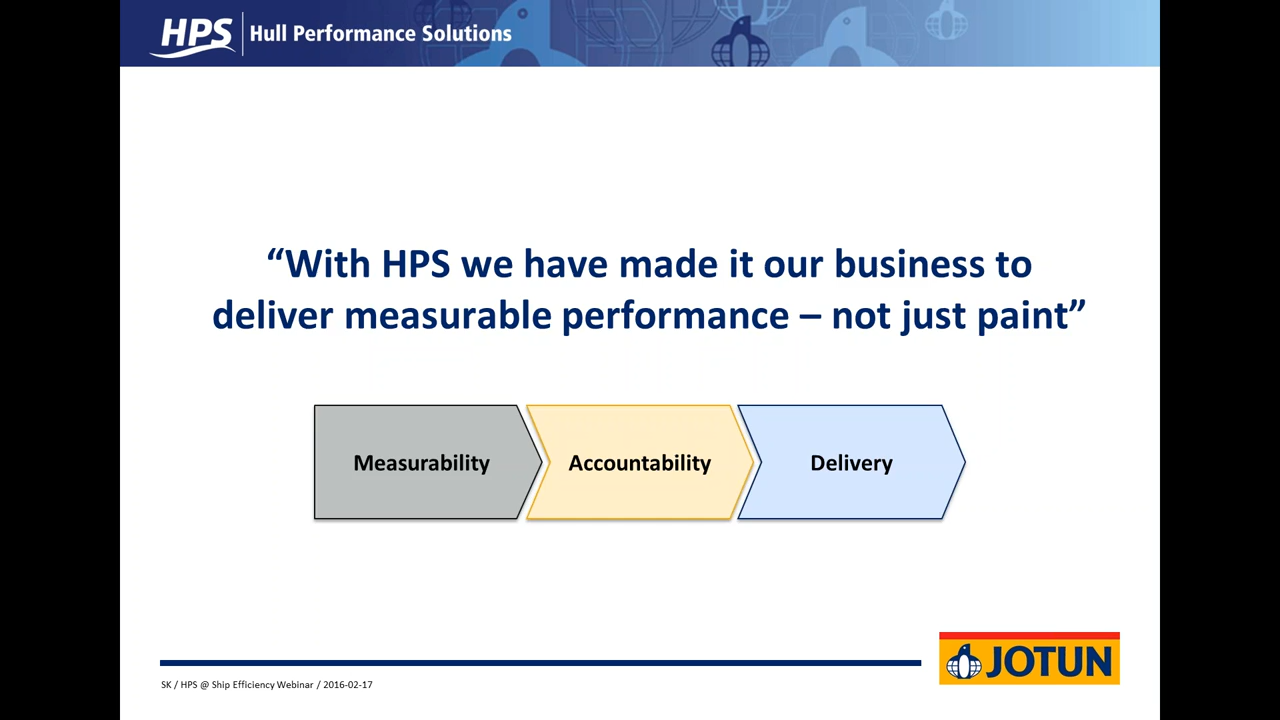 HPS | Hull Performance Solutions
“With HPS we have made it our business to
deliver measurable performance – not just paint”
Measurability
Accountability
Delivery
JOTUN
SK / HPS @ Ship Efficiency Webinar / 2016-02-17